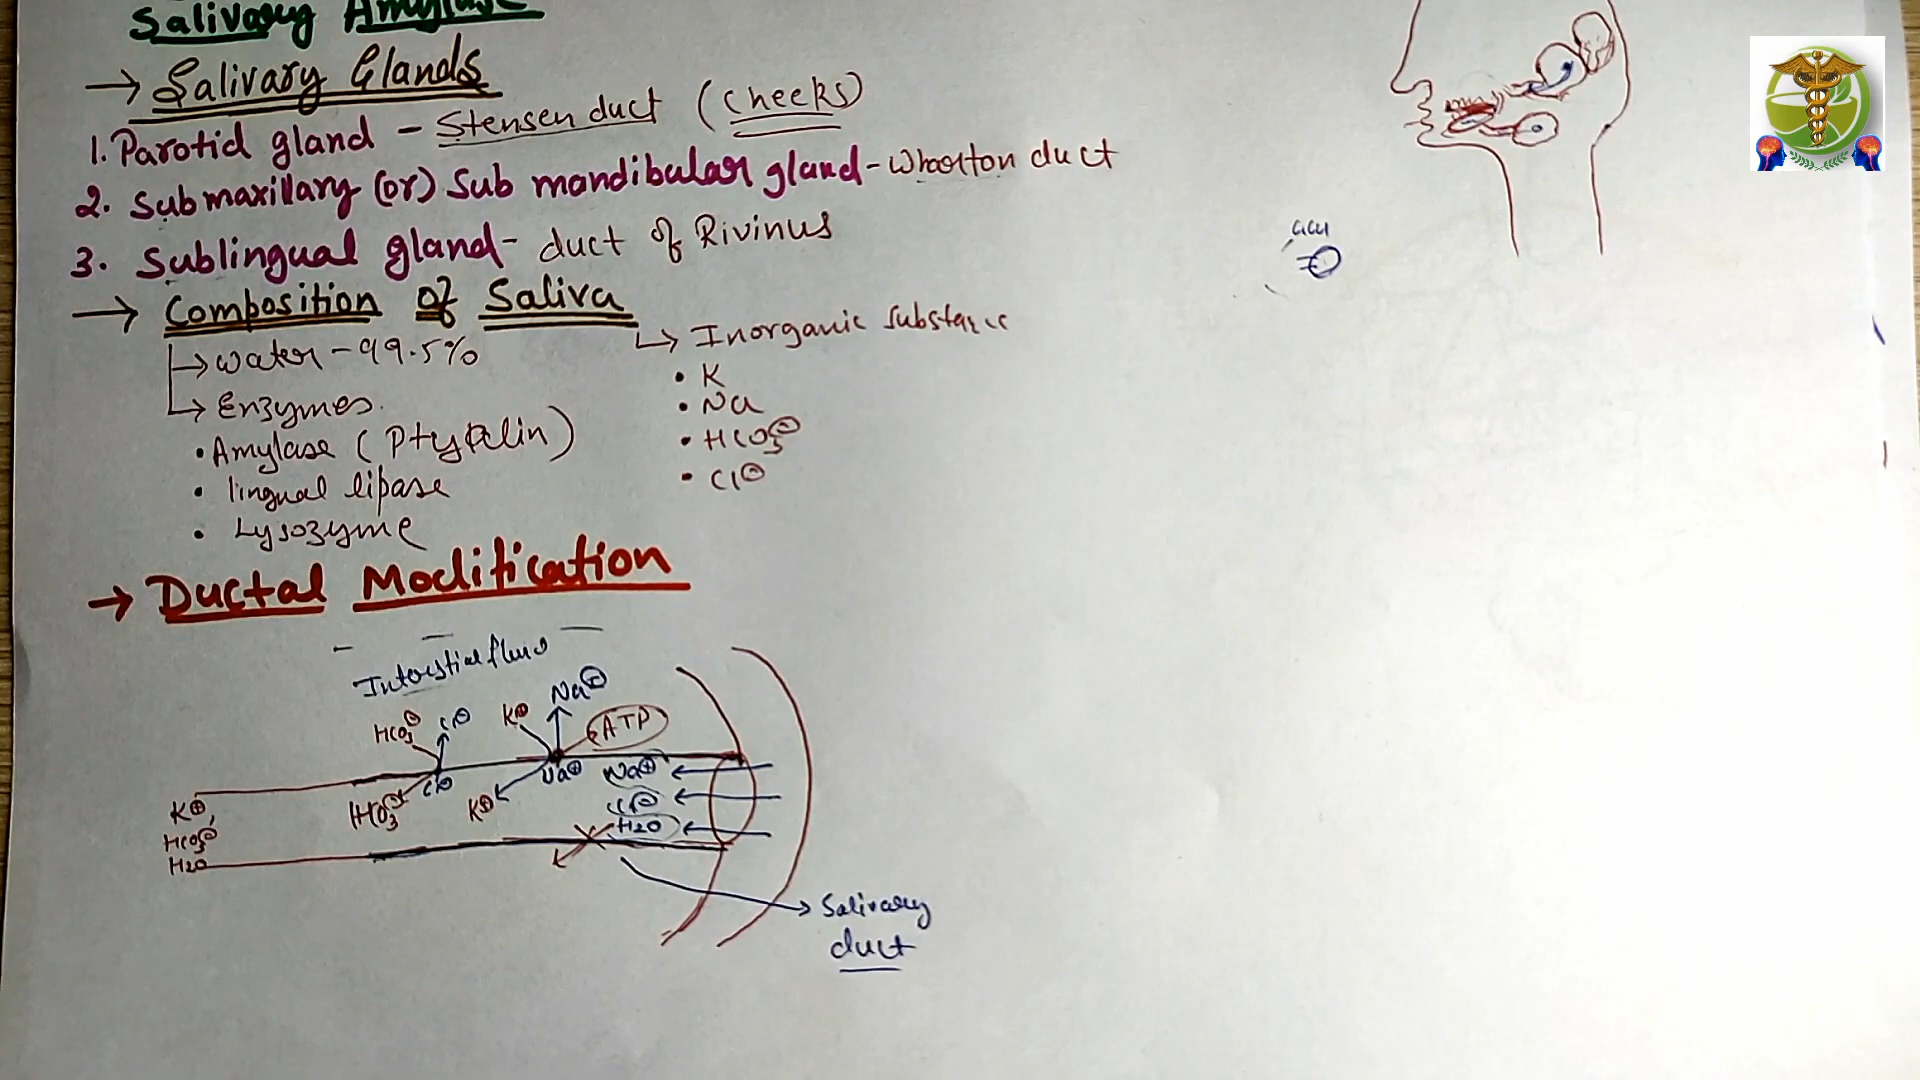 Salivary Amylase
→ Salivary Glands
1. Parotid gland - Stensen duct (cheeks)
2. Submaxillary (or) Sub mandibular gland - Wharton duct
3. Sublingual gland - duct of Rivinus
→ Composition of Saliva
→ water - 99.5%
→ Enzymes.
• Amylase (Ptyalin)
• lingual lipase
• Lysozyme
→ Inorganic substance
• K
• Na
• HCO3⊖
• Cl⊖
→ Ductal Modification
Interstial fluid
Na⊕
HCO3⊖ Cl⊖ K⊕ ATP
Cl⊖ Na⊕ Na⊕
HCO3⊖ K⊕ Cl⊖
H2O
K⊕,
HCO3⊖
H2O
Salivary
duct